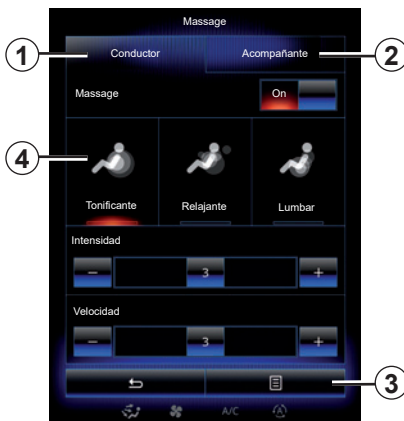 Massage
1 Conductor Acompañante 2
Massage On
4
Tonificante Relajante Lumbar
Intensidad
− 3 +
Velocidad
− 3 +
3
A/C A